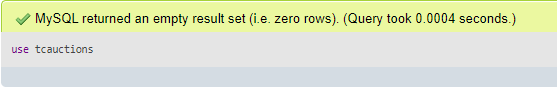 MySQL returned an empty result set (i.e. zero rows). (Query took 0.0004 seconds.)
use tcauctions